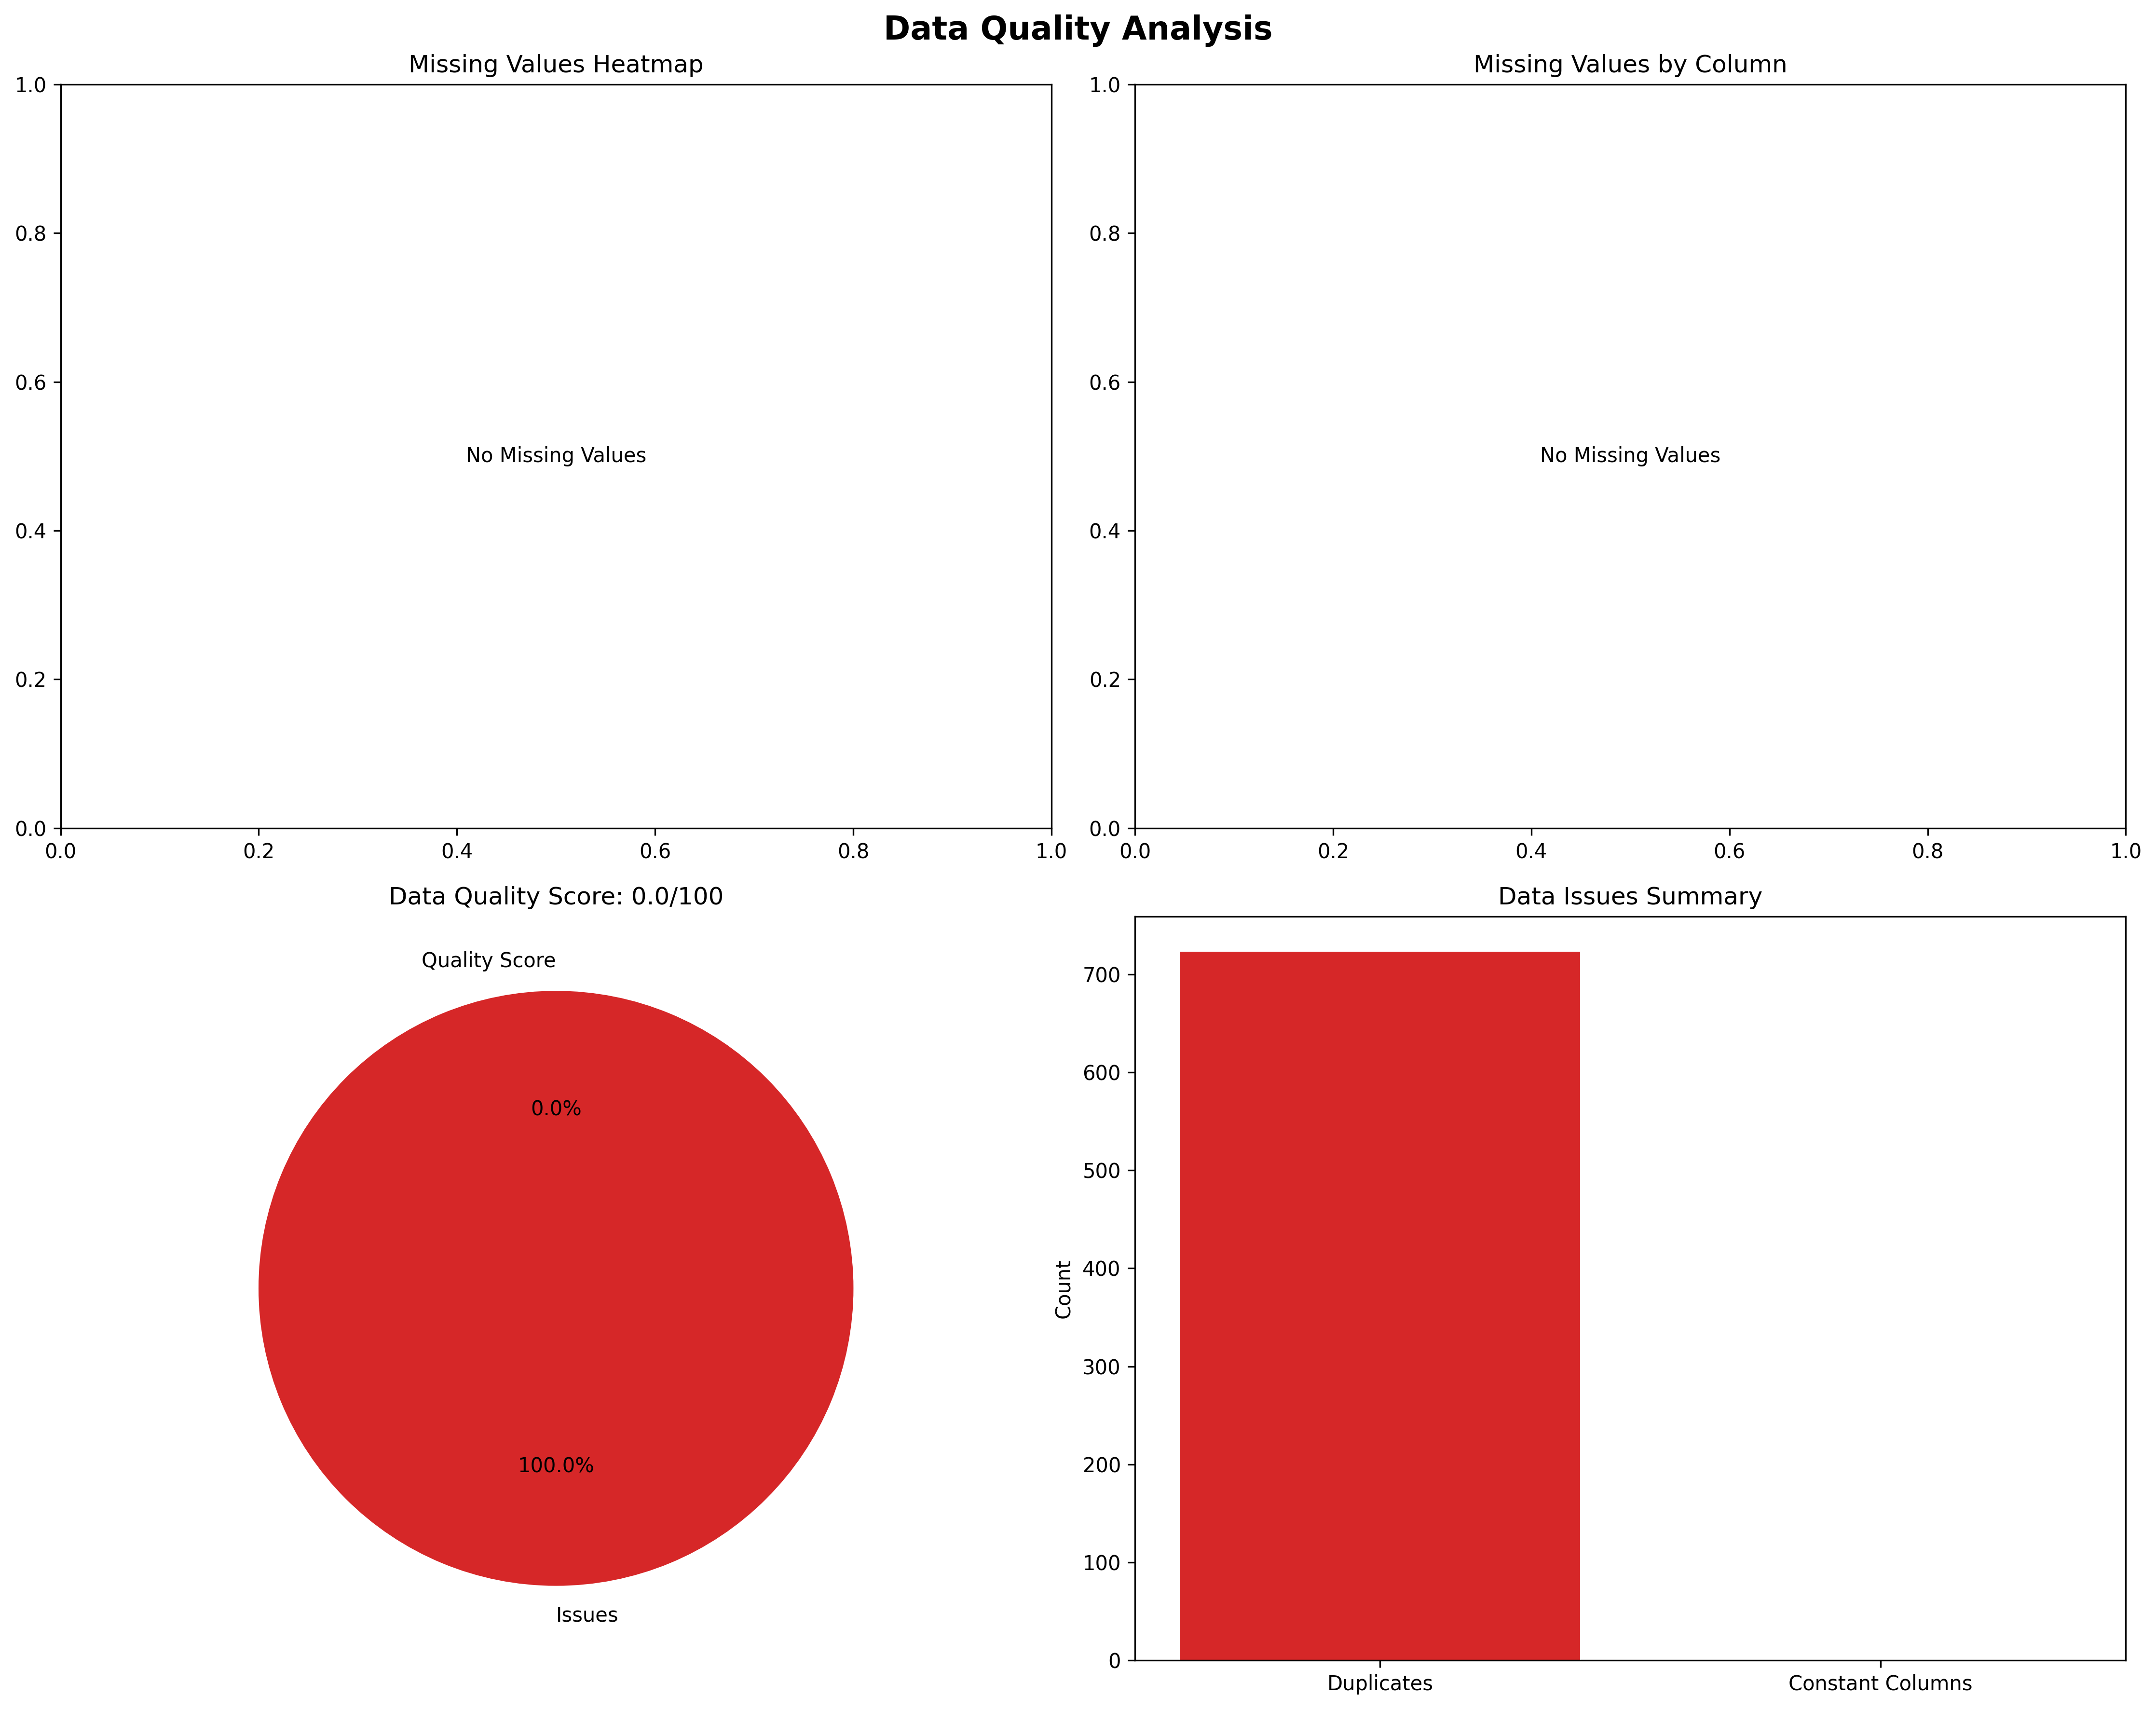 Data Quality Analysis
Missing Values Heatmap
1.0
0.8
0.6
0.4
0.2
0.0
No Missing Values
0.0 0.2 0.4 0.6 0.8 1.0
Missing Values by Column
1.0
0.8
0.6
0.4
0.2
0.0
No Missing Values
0.0 0.2 0.4 0.6 0.8 1.0
Data Quality Score: 0.0/100
Quality Score
0.0%
100.0%
Issues
Data Issues Summary
Count
700
600
500
400
300
200
100
0
Duplicates Constant Columns